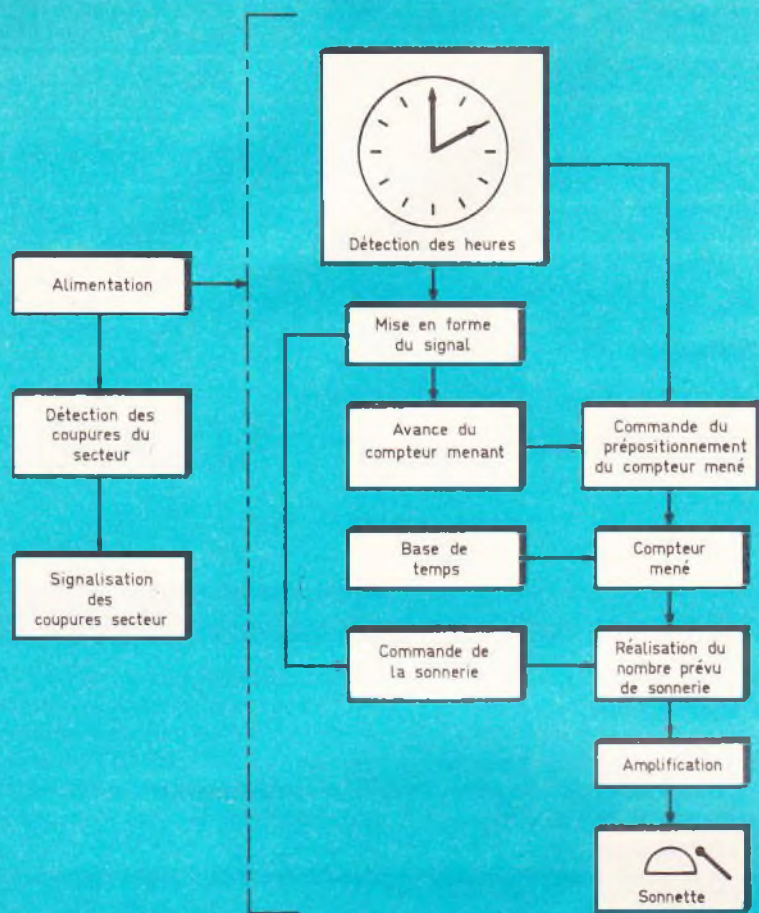 Détection des heures
Alimentation
Mise en forme
du signal
Détection des
coupures du
secteur
Avance du
compteur menant
Commande du
prépositionnement
du compteur mené
Signalisation
des
coupures secteur
Base de
temps
Compteur
mené
Commande de
la sonnerie
Réalisation du
nombre prévu
de sonnerie
Amplification
Sonnette